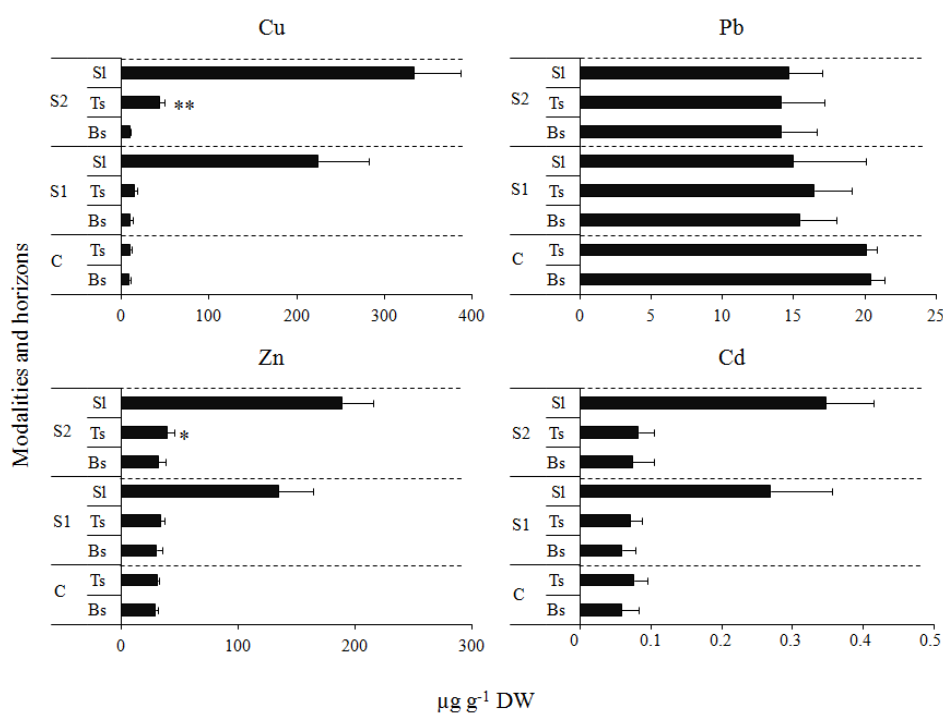 Cu
Pb
S2
Sl
Ts
**
Bs
S1
Sl
Ts
Bs
C
Ts
Bs
0 100 200 300 400
S2
Sl
Ts
Bs
S1
Sl
Ts
Bs
C
Ts
Bs
0 5 10 15 20 25
Modalities and horizons
Zn
Cd
S2
Sl
Ts
*
Bs
S1
Sl
Ts
Bs
C
Ts
Bs
0 100 200 300
S2
Sl
Ts
Bs
S1
Sl
Ts
Bs
C
Ts
Bs
0 0.1 0.2 0.3 0.4 0.5
µg g⁻¹ DW